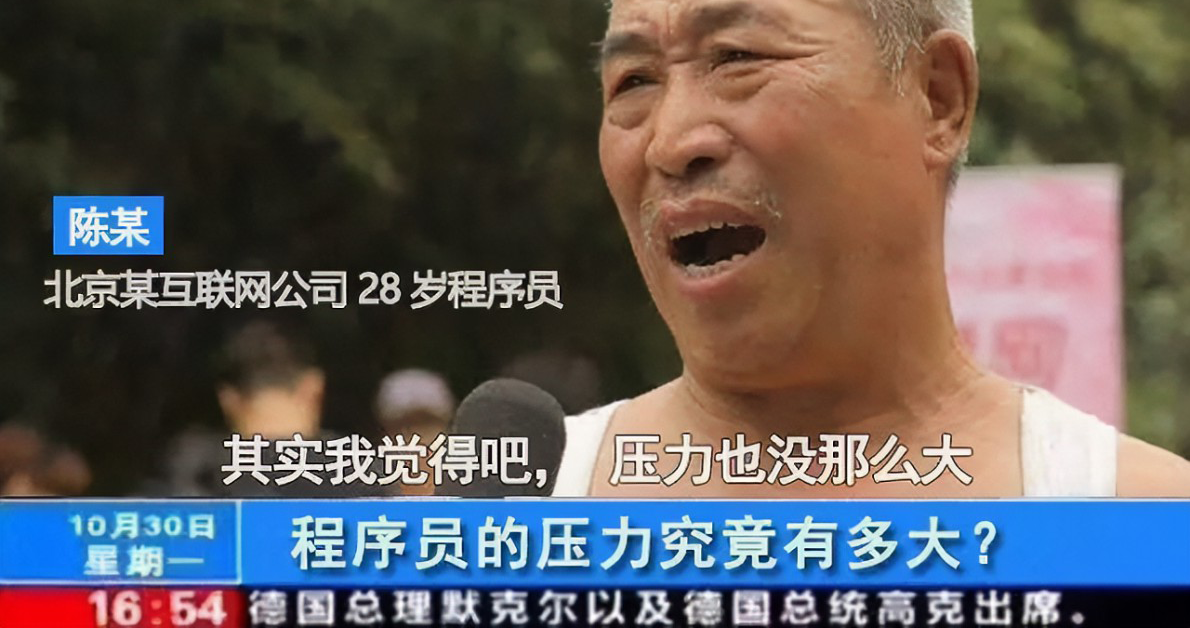 陈某
北京某互联网公司 28 岁程序员
其实我觉得吧， 压力也没那么大
10月30日
星期一
程序员的压力究竟有多大？
16:54
德国总理默克尔以及德国总统高克出席。